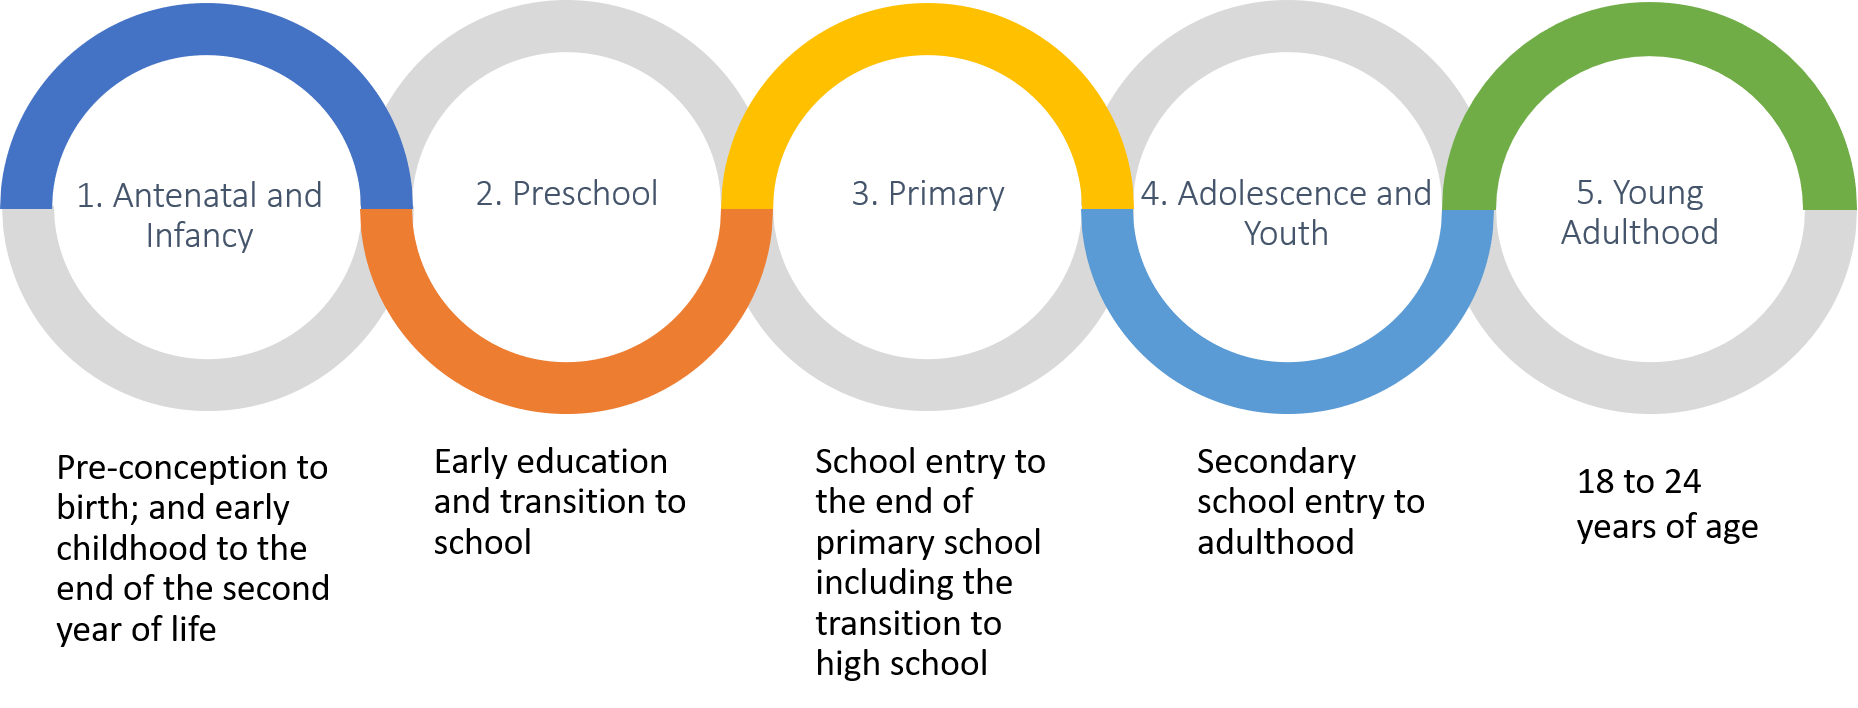 1. Antenatal and
Infancy
2. Preschool
3. Primary
4. Adolescence and
Youth
5. Young
Adulthood
Pre-conception to
birth; and early
childhood to the
end of the second
year of life
Early education
and transition to
school
School entry to
the end of
primary school
including the
transition to
high school
Secondary
school entry to
adulthood
18 to 24
years of age